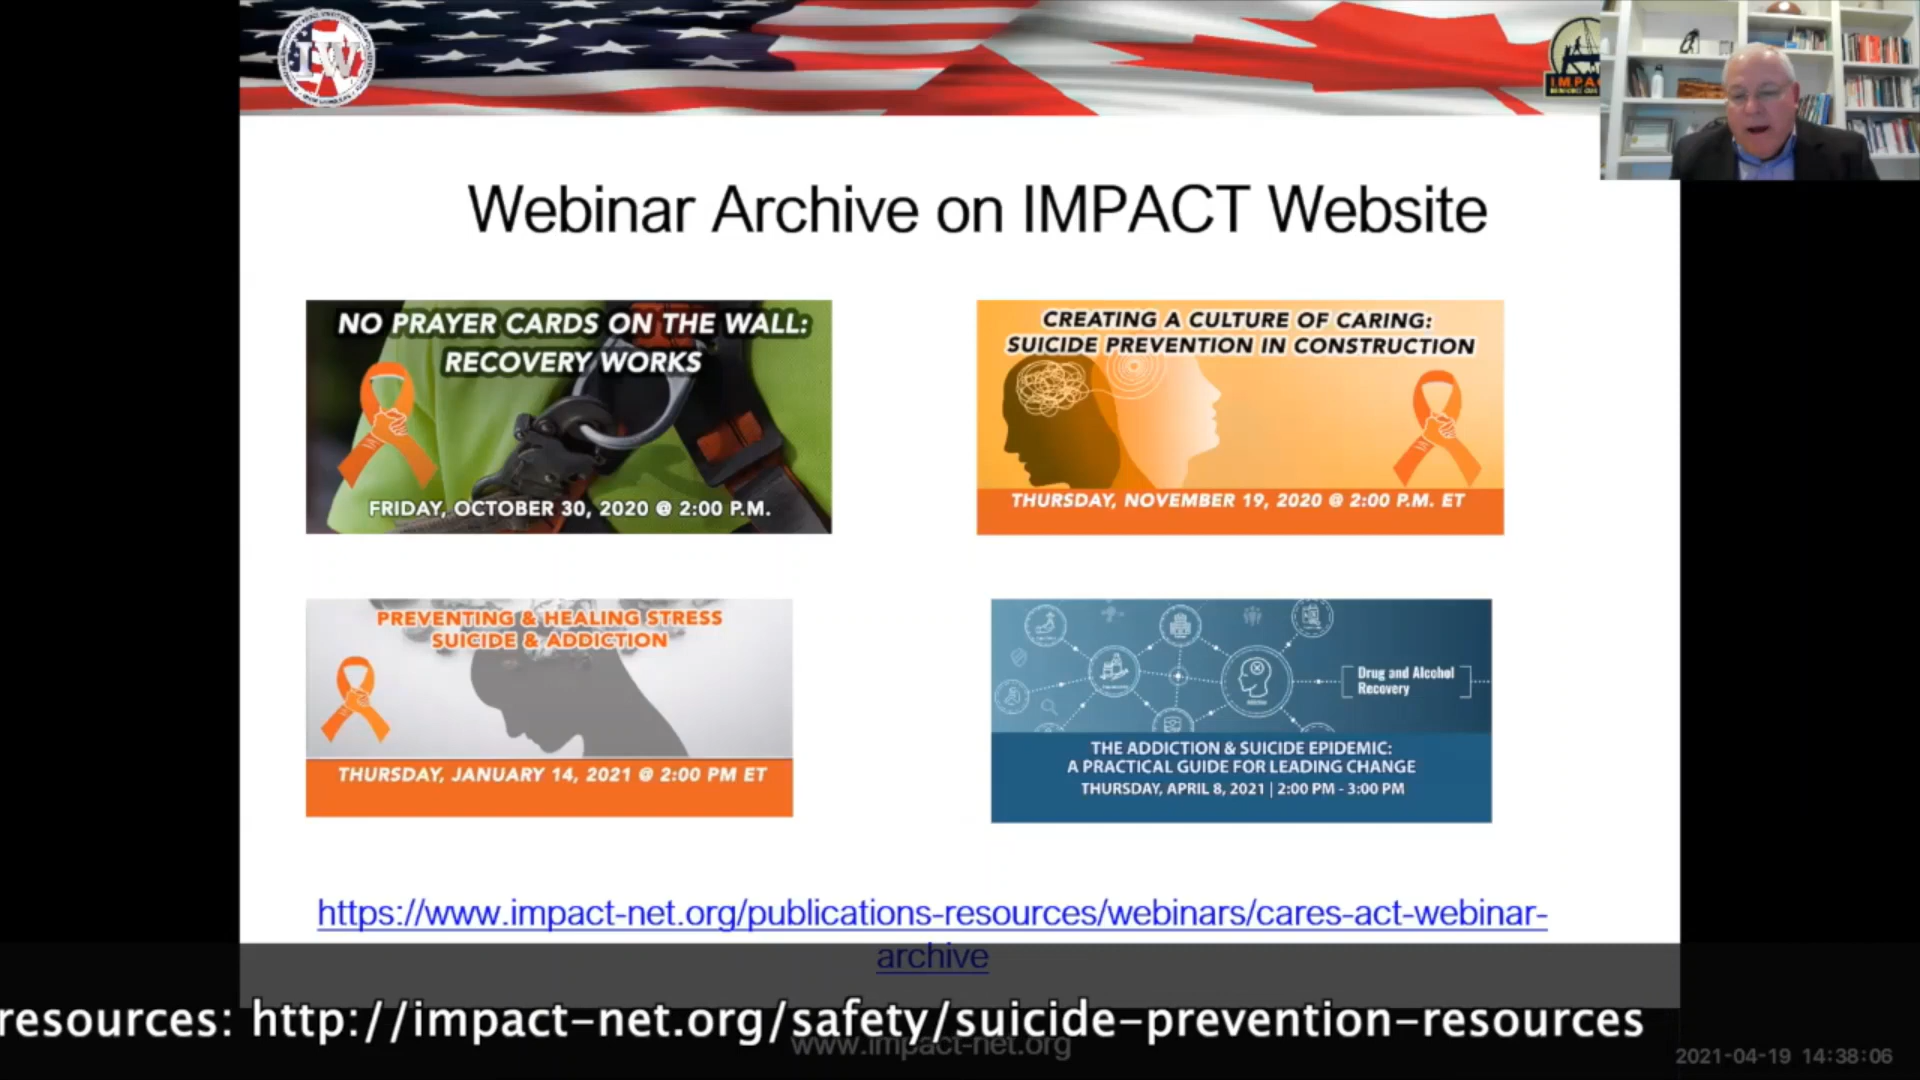 IW
IMPA
Webinar Archive on IMPACT Website
NO PRAYER CARDS ON THE WALL:
RECOVERY WORKS
FRIDAY, OCTOBER 30, 2020 @ 2:00 P.M.
CREATING A CULTURE OF CARING:
SUICIDE PREVENTION IN CONSTRUCTION
THURSDAY, NOVEMBER 19, 2020 @ 2:00 P.M. ET
PREVENTING & HEALING STRESS
SUICIDE & ADDICTION
THURSDAY, JANUARY 14, 2021 @ 2:00 PM ET
Drug and Alcohol
Recovery
THE ADDICTION & SUICIDE EPIDEMIC:
A PRACTICAL GUIDE FOR LEADING CHANGE
THURSDAY, APRIL 8, 2021 | 2:00 PM - 3:00 PM
https://www.impact-net.org/publications-resources/webinars/cares-act-webinar-
archive
resources: http://impact-net.org/safety/suicide-prevention-resources
www.impact-net.org
2021-04-19 14:38:06